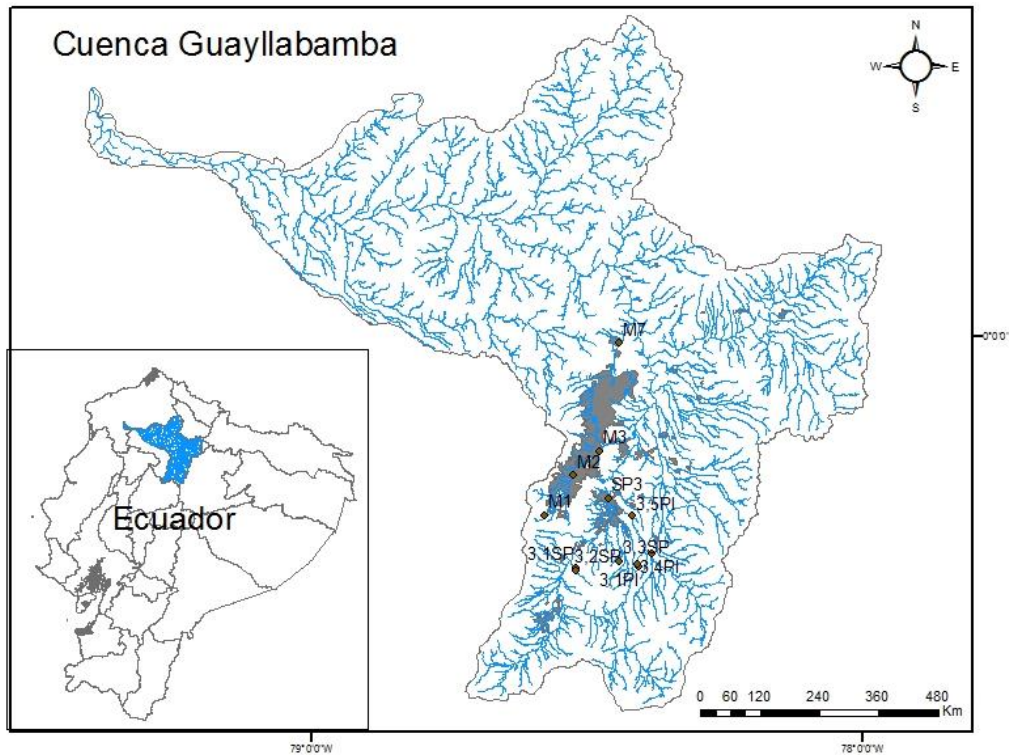 Cuenca Guayllabamba
N
W
E
S
M7
0°0'0"
M3
M2
SP3
M1
3,5PI
3,1SP
3,2SP
3,3SP
3,1PI
3,4PI
Ecuador
0 60 120 240 360 480
Km
79°0'0"W
78°0'0"W